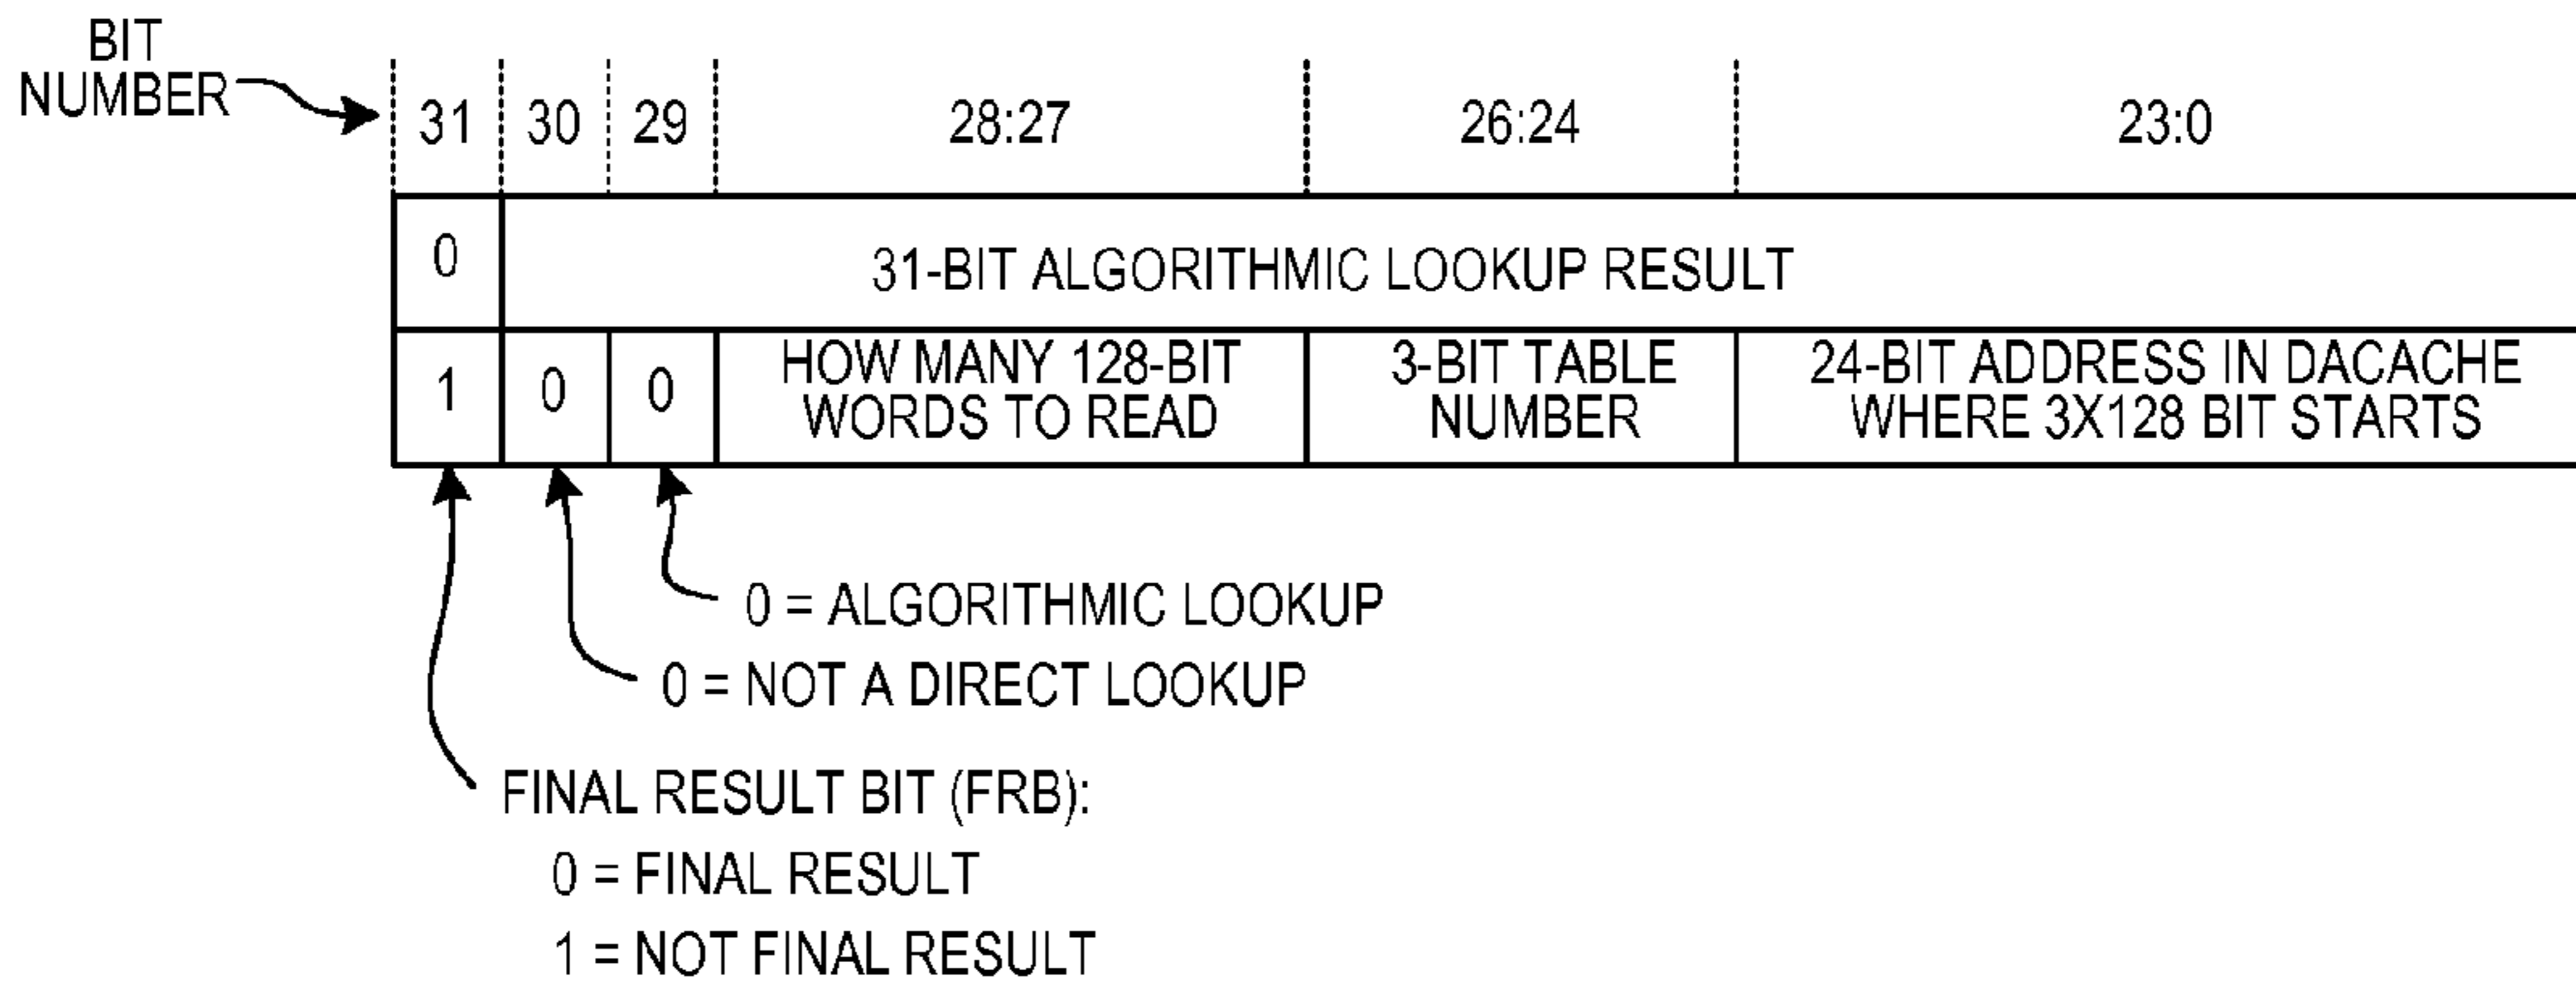 BIT
NUMBER
31 30 29 28:27 26:24 23:0
0 31-BIT ALGORITHMIC LOOKUP RESULT
1 0 0 HOW MANY 128-BIT WORDS TO READ 3-BIT TABLE NUMBER 24-BIT ADDRESS IN DACACHE WHERE 3X128 BIT STARTS
0 = ALGORITHMIC LOOKUP
0 = NOT A DIRECT LOOKUP
FINAL RESULT BIT (FRB):
0 = FINAL RESULT
1 = NOT FINAL RESULT